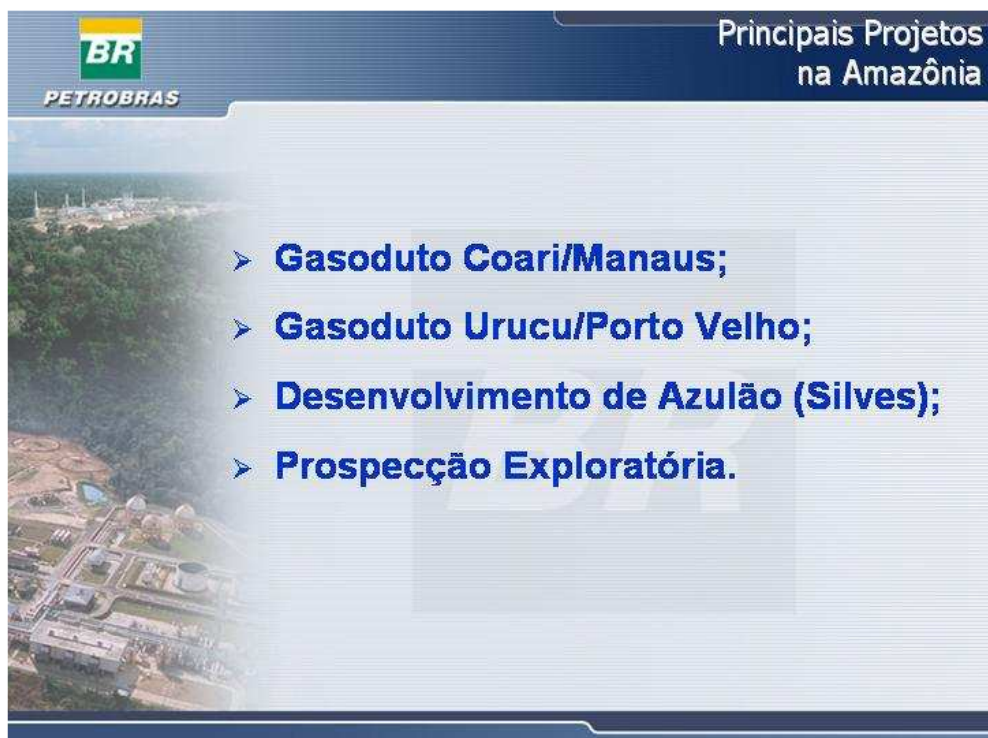 BR
PETROBRAS
Principais Projetos
na Amazônia
➢ Gasoduto Coari/Manaus;
➢ Gasoduto Urucu/Porto Velho;
➢ Desenvolvimento de Azulão (Silves);
➢ Prospecção Exploratória.
BR